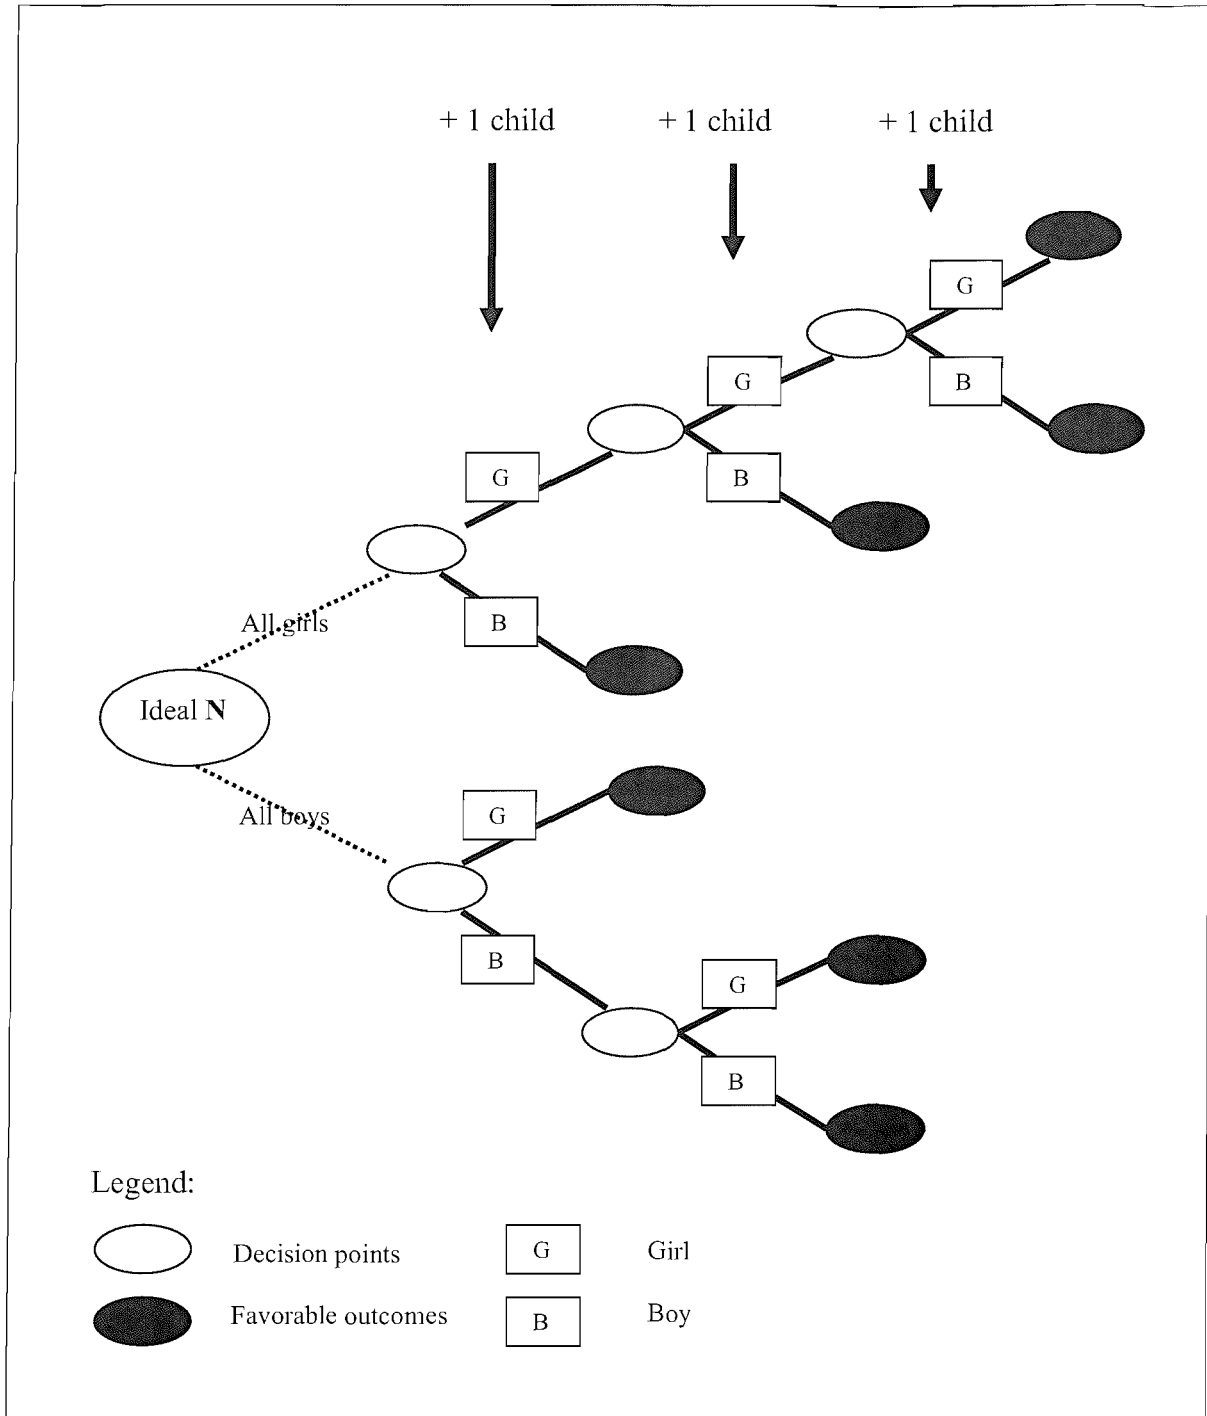 + 1 child + 1 child + 1 child
G
B
G
B
G
B
All girls
Ideal N
All boys
G
B
G
B
Legend:
Decision points G Girl
Favorable outcomes B Boy